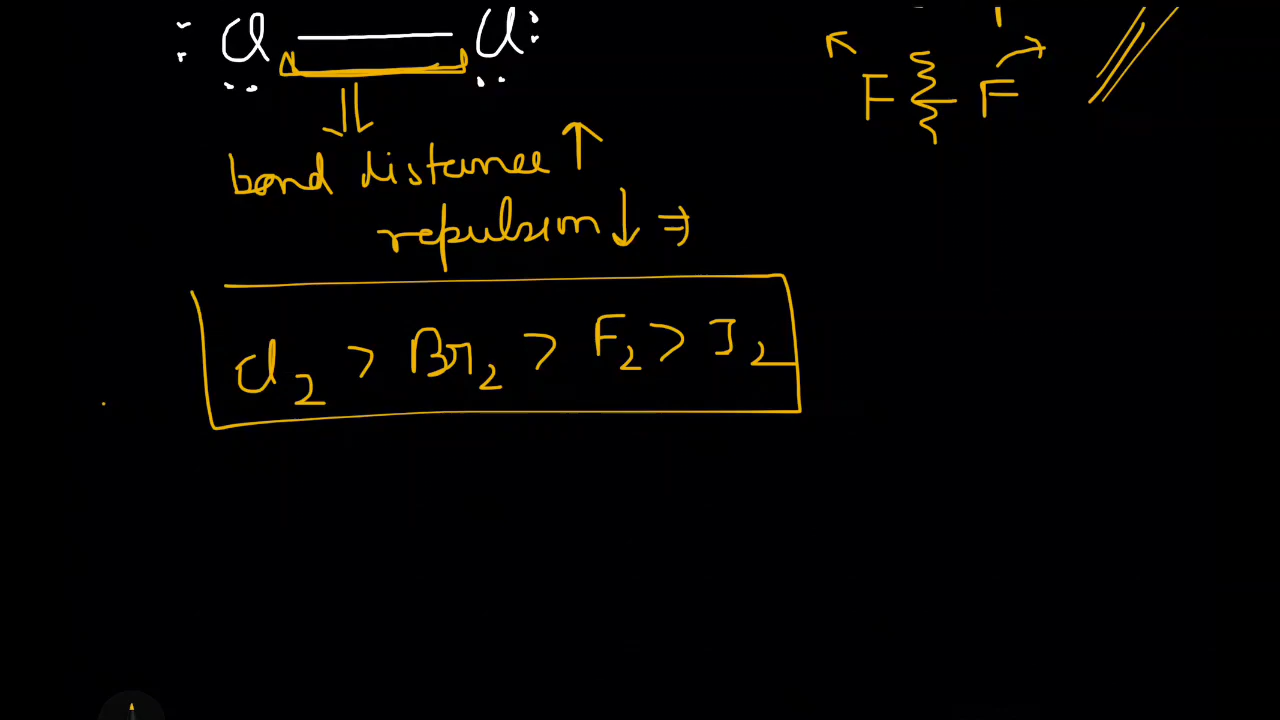 Cl Cl
F F
bond distance ↑
repulsion ↓ ⇒
Cl2 > Br2 > F2 > I2